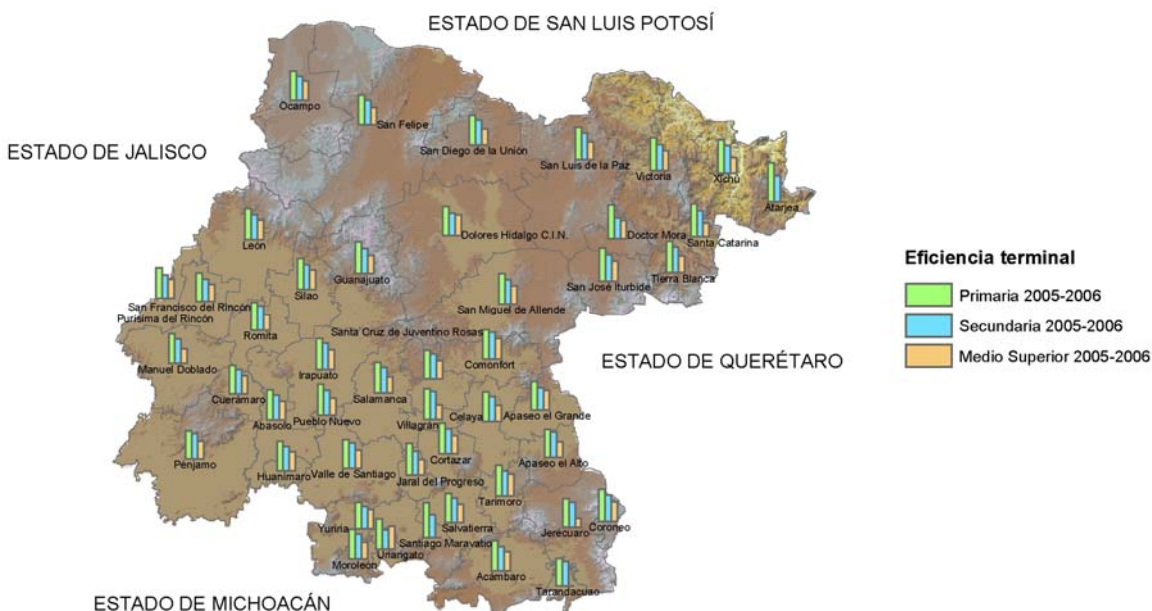 ESTADO DE SAN LUIS POTOSÍ
Ocampo
San Felipe
ESTADO DE JALISCO
San Diego de la Unión
San Luis de la Paz
Victoria
Xichú
Atarjea
León
Dolores Hidalgo C.I.N.
Doctor Mora
Santa Catarina
Guanajuato
Silao
San José Iturbide
Tierra Blanca
San Francisco del Rincón
Purísima del Rincón
San Miguel de Allende
Romita
Santa Cruz de Juventino Rosas
ESTADO DE QUERÉTARO
Manuel Doblado
Irapuato
Comonfort
Cuerámaro
Salamanca
Abasolo
Pueblo Nuevo
Villagrán
Celaya
Apaseo el Grande
Pénjamo
Huanímaro
Valle de Santiago
Cortazar
Jaral del Progreso
Apaseo el Alto
Tarimoro
Yuriria
Salvatierra
Jerécuaro
Coroneo
Uriangato
Santiago Maravatío
Moroleón
Acámbaro
Tarandacuao
ESTADO DE MICHOACÁN
Eficiencia terminal
Primaria 2005-2006
Secundaria 2005-2006
Medio Superior 2005-2006